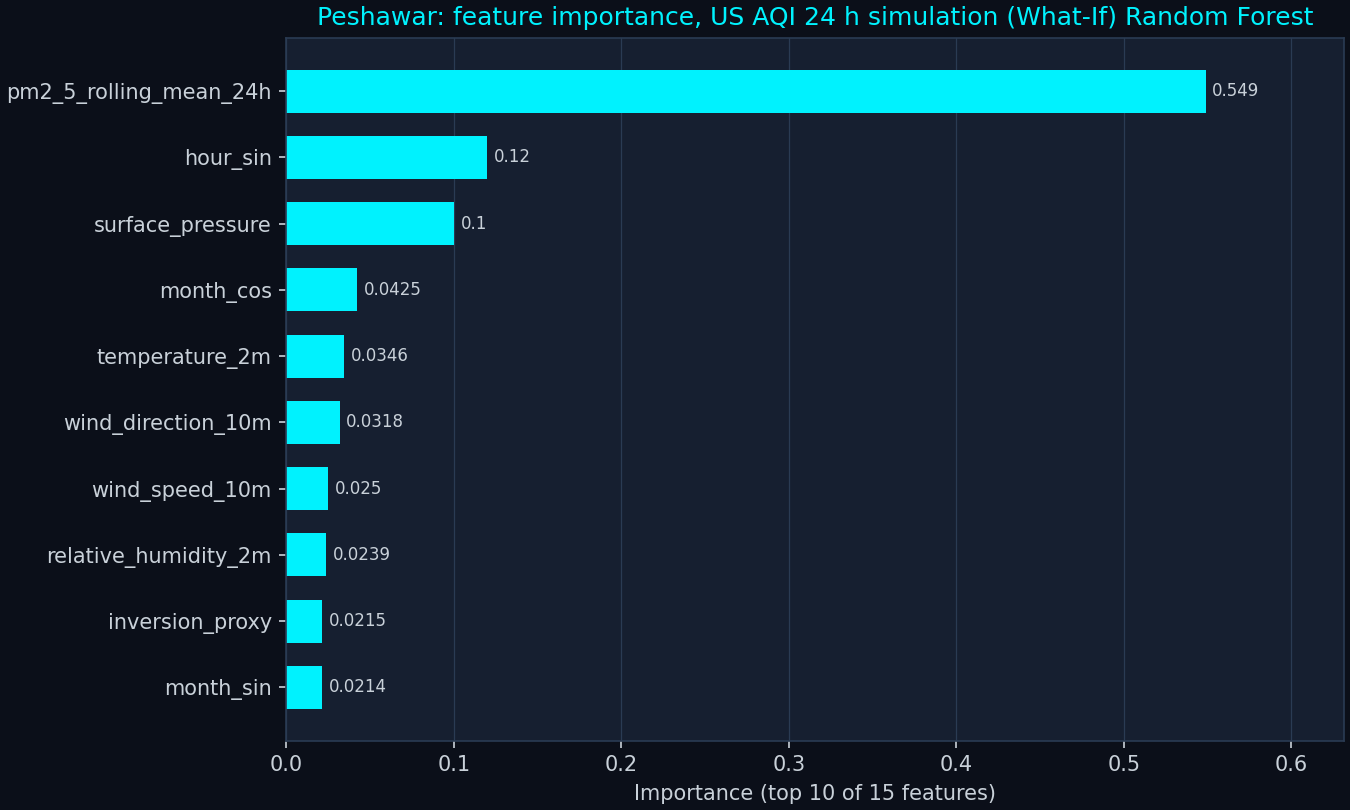 Peshawar: feature importance, US AQI 24 h simulation (What-If) Random Forest
pm2_5_rolling_mean_24h 0.549
hour_sin 0.12
surface_pressure 0.1
month_cos 0.0425
temperature_2m 0.0346
wind_direction_10m 0.0318
wind_speed_10m 0.025
relative_humidity_2m 0.0239
inversion_proxy 0.0215
month_sin 0.0214
0.0 0.1 0.2 0.3 0.4 0.5 0.6
Importance (top 10 of 15 features)